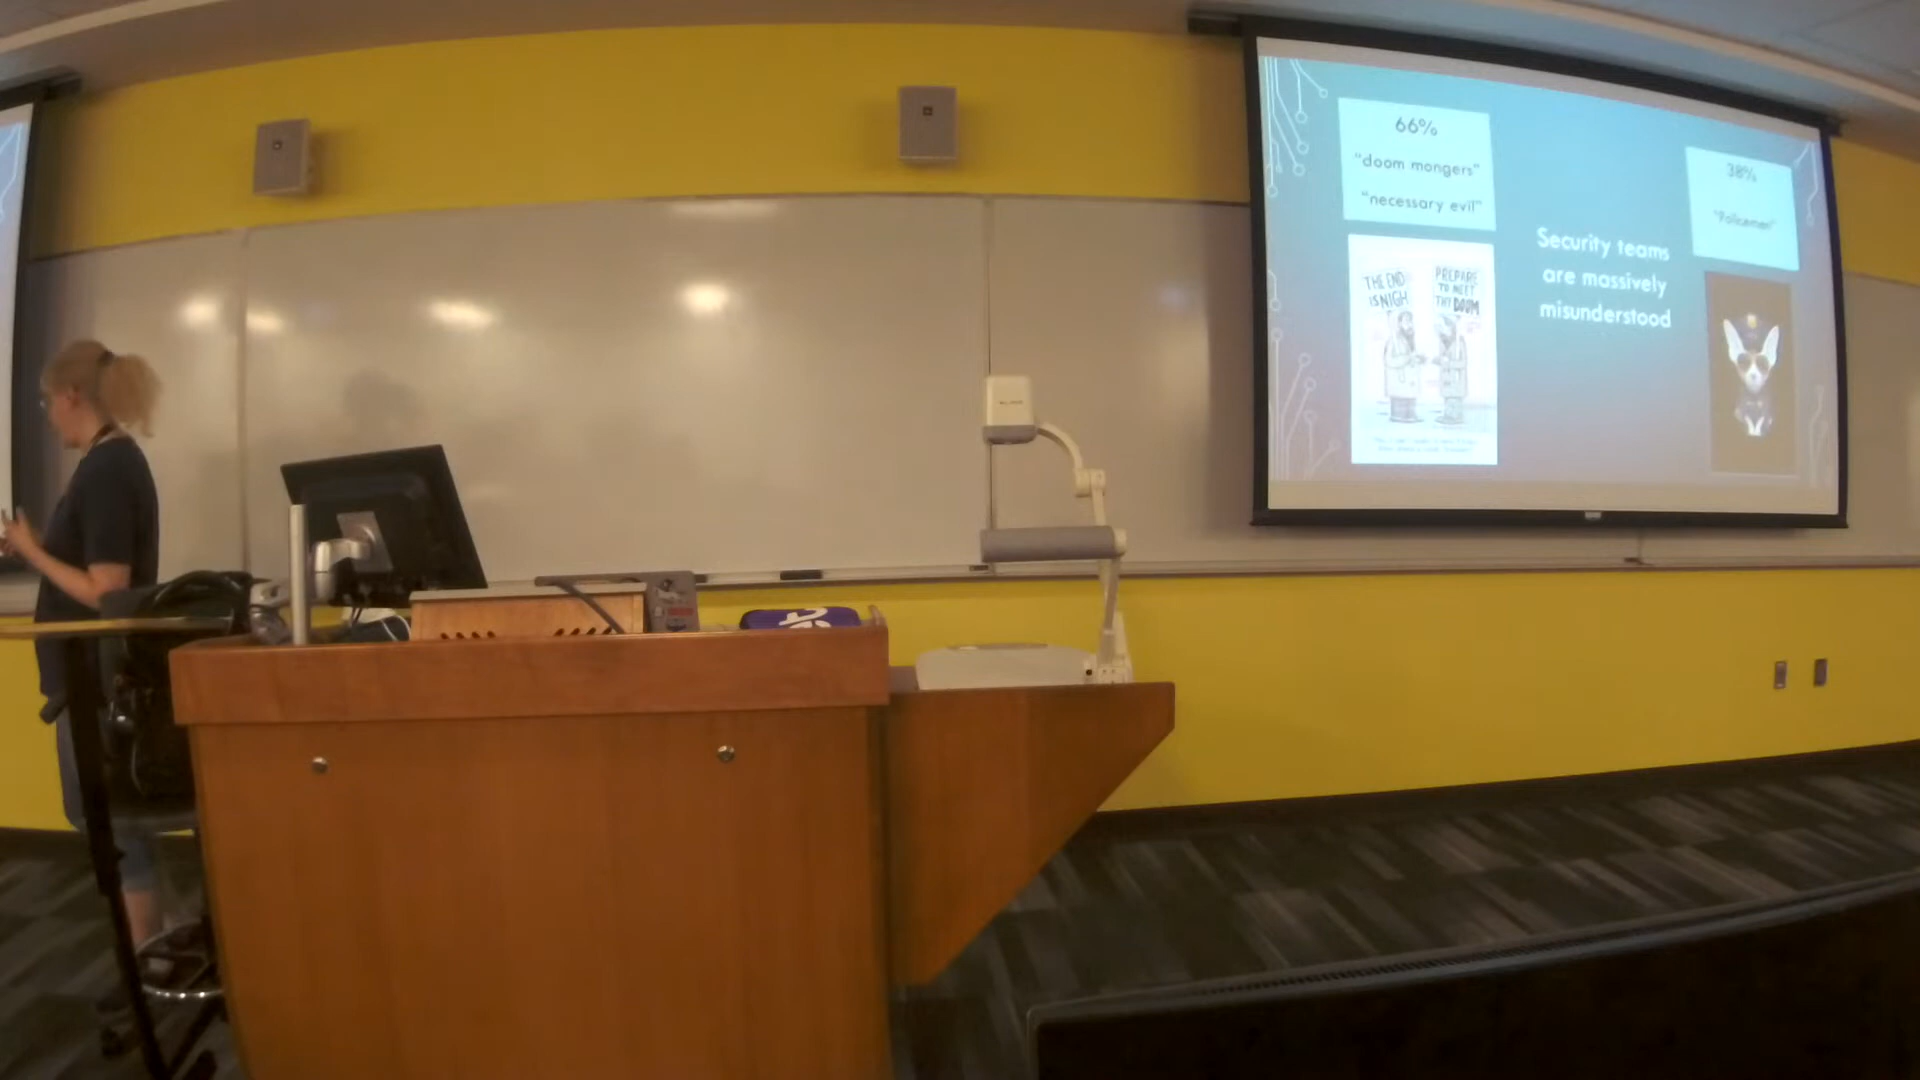 66%
"doom mongers"
"necessary evil"
THE END
IS NIGH
PREPARE
TO MEET
THY DOOM
Security teams
are massively
misunderstood
38%
"Policemen"